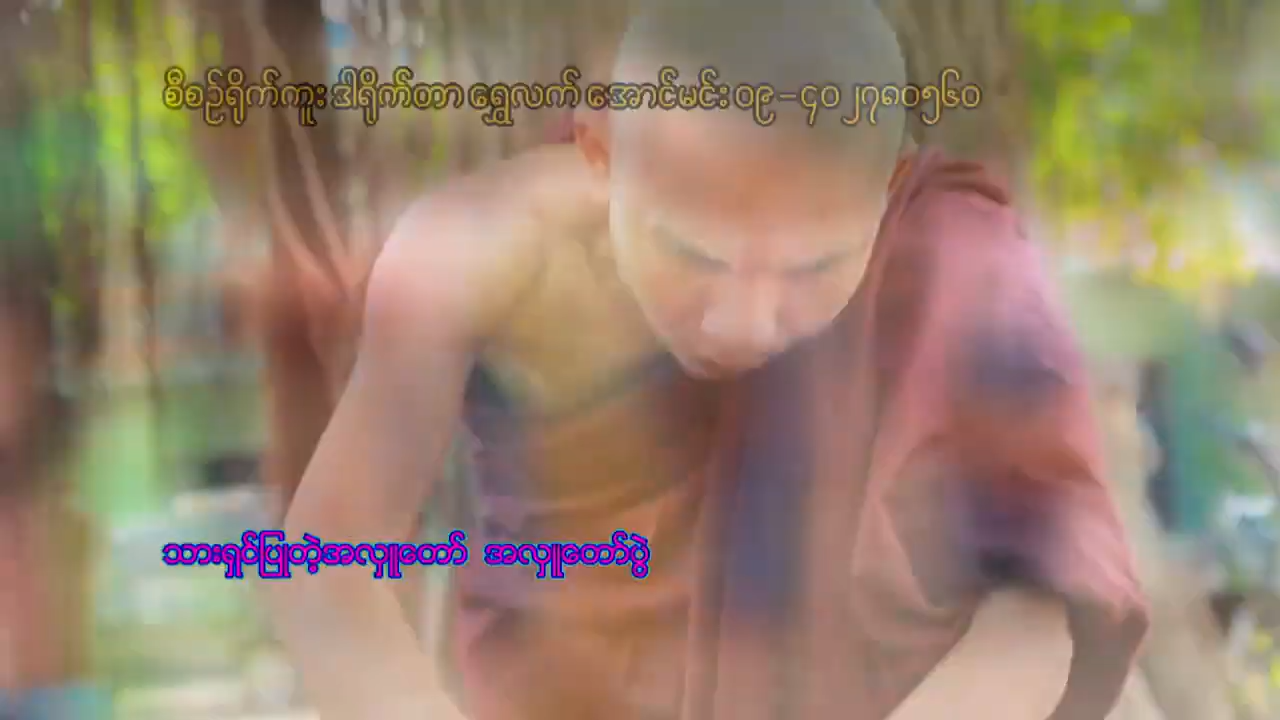 စီစဉ်ရိုက်ကူး ဒါရိုက်တာ ရွှေလက် အောင်မင်း ၀၉-၄၀၂၇၈၀၅၆၀
သားရှင်ပြုတဲ့အလှူတော် အလှူတော်ပွဲ